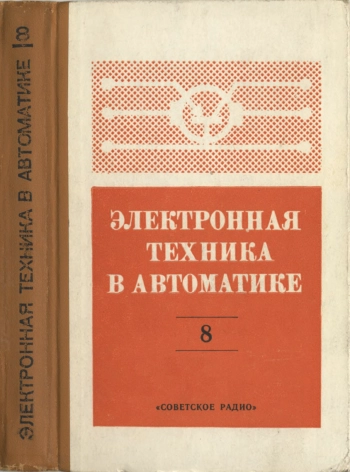 ЭЛЕКТРОННАЯ ТЕХНИКА В АВТОМАТИКЕ 8
ЭЛЕКТРОННАЯ
ТЕХНИКА
В АВТОМАТИКЕ
8
«СОВЕТСКОЕ РАДИО»